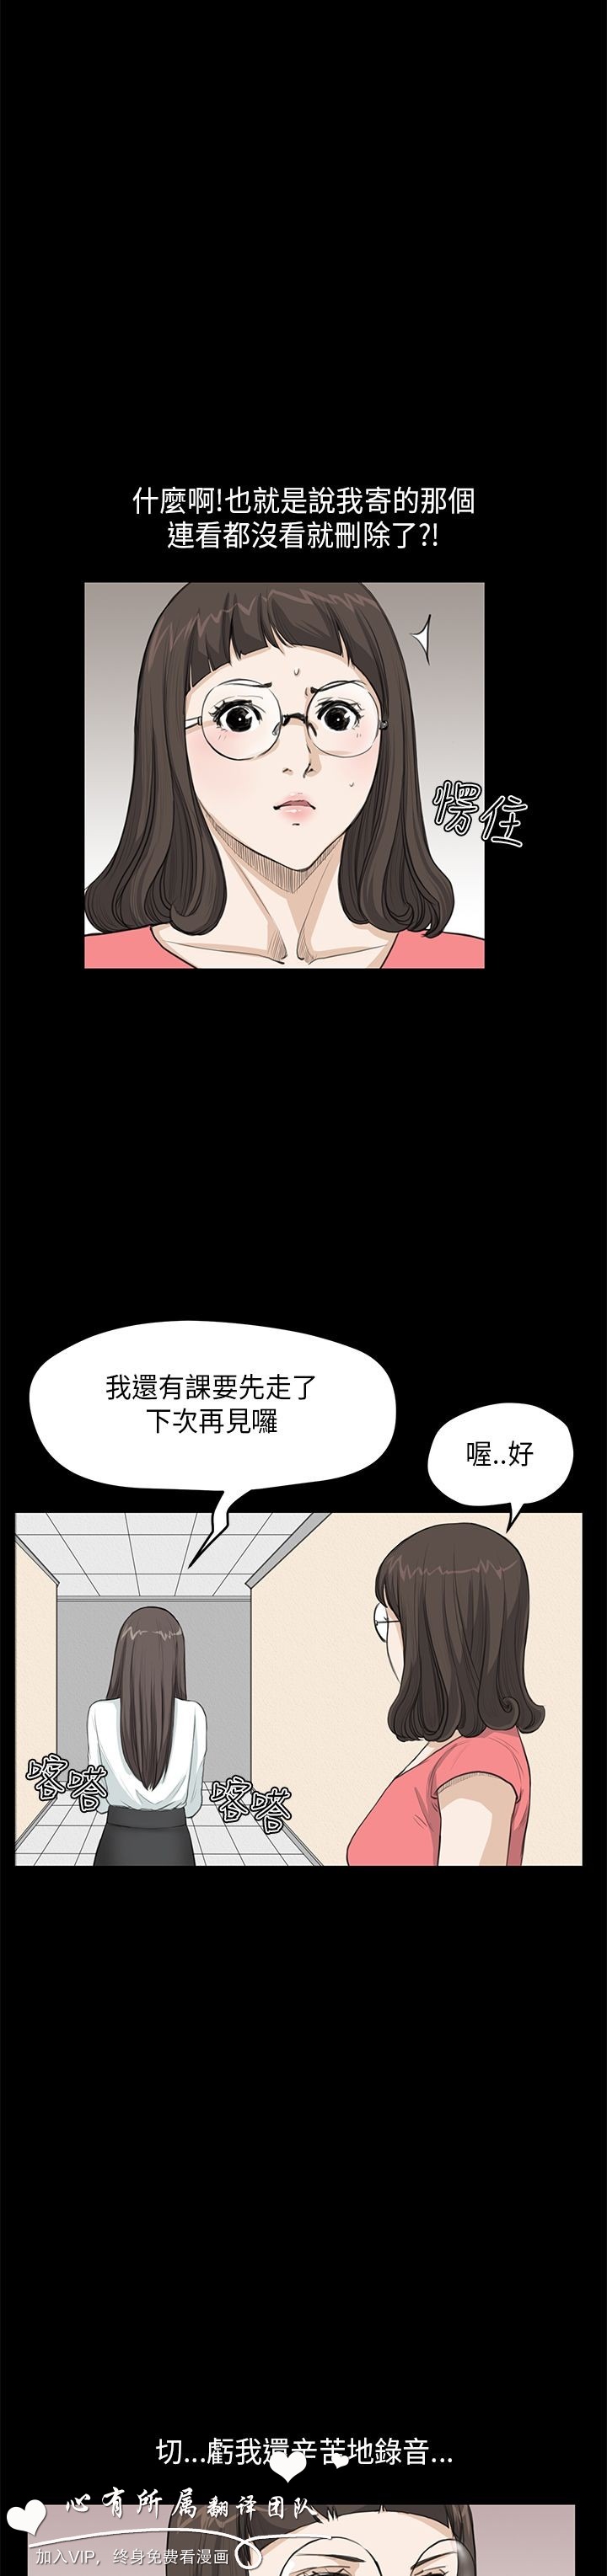 什麼啊!也就是說我寄的那個
連看都沒看就刪除了?!
愣住
我還有課要先走了
下次再見囉
喔..好
喀嗒
喀嗒
切...虧我還辛苦地錄音...
心有所属翻译团队
加入VIP，终身免费看漫画